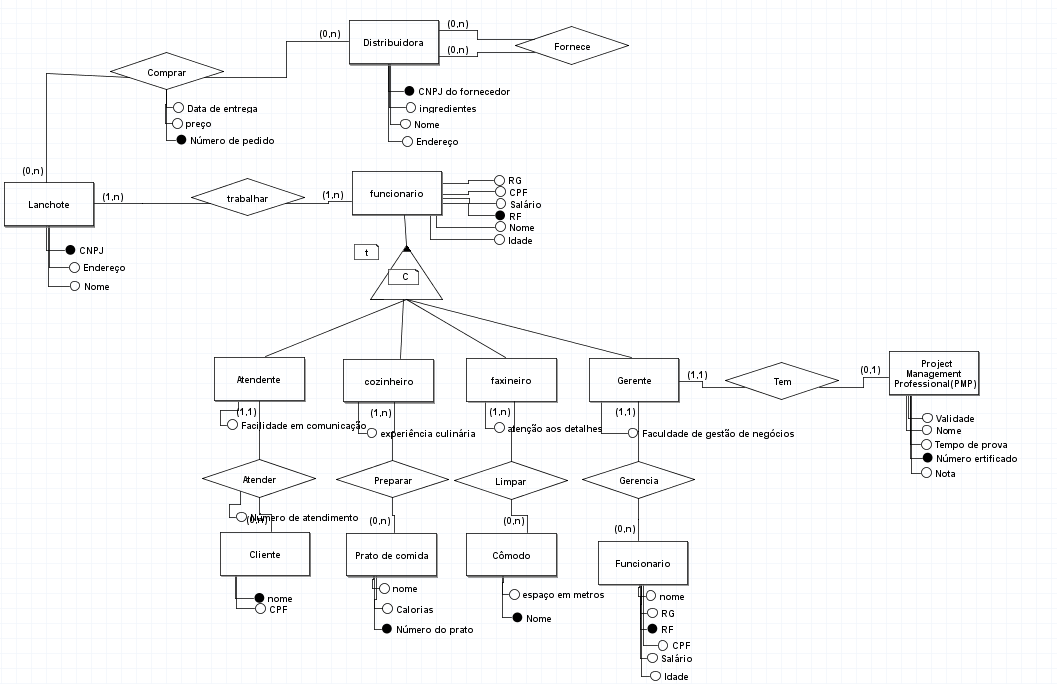 (0,n)
Distribuidora
(0,n)
(0,n)
Fornece
Comprar
CNPJ do fornecedor
ingredientes
Nome
Endereço
Data de entrega
preço
Número de pedido
(0,n)
Lanchote
(1,n)
trabalhar
(1,n)
funcionario
RG
CPF
Salário
RF
Nome
Idade
CNPJ
Endereço
Nome
t
C
Atendente
cozinheiro
faxineiro
Gerente
(1,1)
Tem
(0,1)
Project
Management
Professional(PMP)
(1,1)
Facilidade em comunicação
(1,n)
experiência culinária
(1,n)
atenção aos detalhes
(1,1)
Faculdade de gestão de negócios
Validade
Nome
Tempo de prova
Número ertificado
Nota
Atender
Preparar
Limpar
Gerencia
Número de atendimento
(0,n)
(0,n)
(0,n)
(0,n)
Cliente
Prato de comida
Cômodo
Funcionario
nome
CPF
nome
Calorias
Número do prato
espaço em metros
Nome
nome
RG
RF
CPF
Salário
Idade